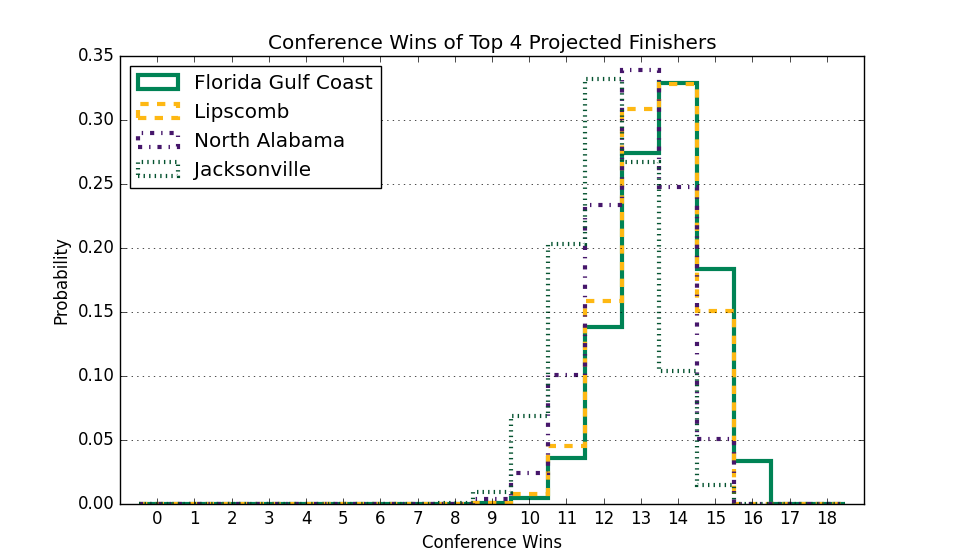 Conference Wins of Top 4 Projected Finishers
Florida Gulf Coast
Lipscomb
North Alabama
Jacksonville
0.35
0.30
0.25
0.20
0.15
0.10
0.05
0.00
Probability
0 1 2 3 4 5 6 7 8 9 10 11 12 13 14 15 16 17 18
Conference Wins